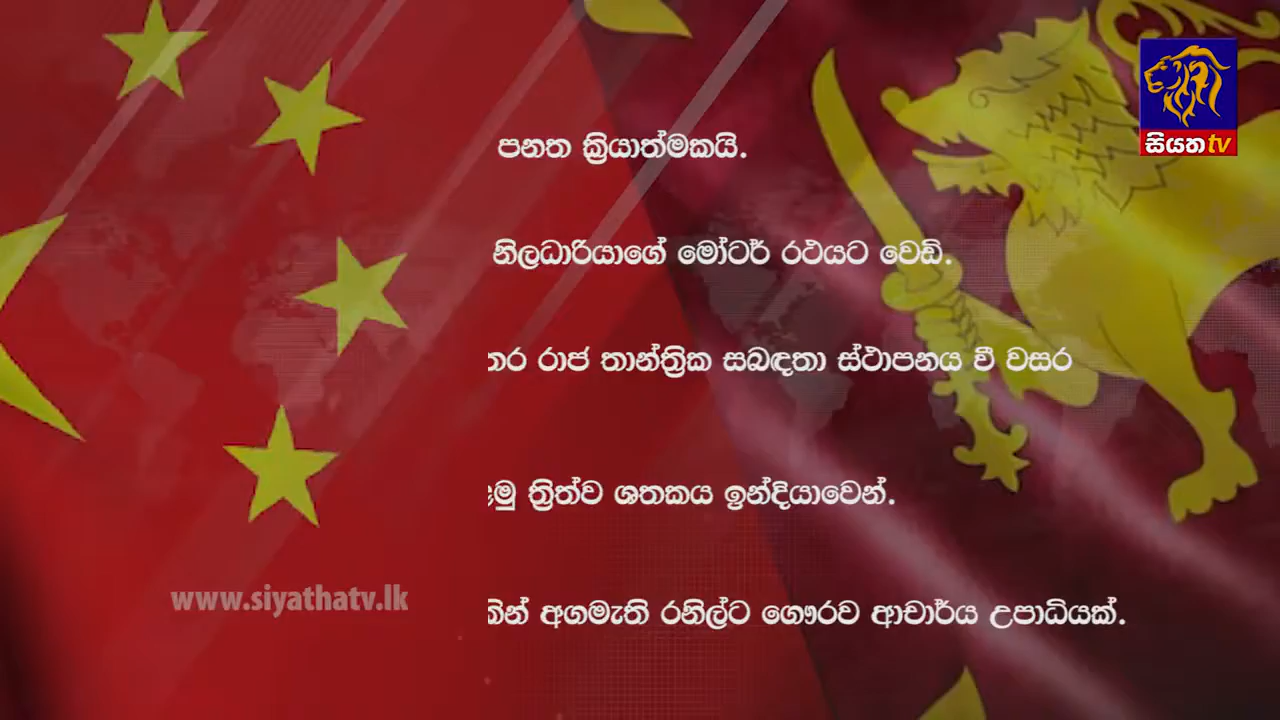 සියත tv
පනත ක්‍රියාත්මකයි.
නිලධාරියාගේ මෝටර් රථයට වෙඩි.
රාජ තාන්ත්‍රික සබඳතා ස්ථාපනය වී වසර
ත්‍රිත්ව ශතකය ඉන්දියාවෙන්.
www.siyathatv.lk
අගමැති රනිල්ට ගෞරව ආචාර්ය උපාධියක්.